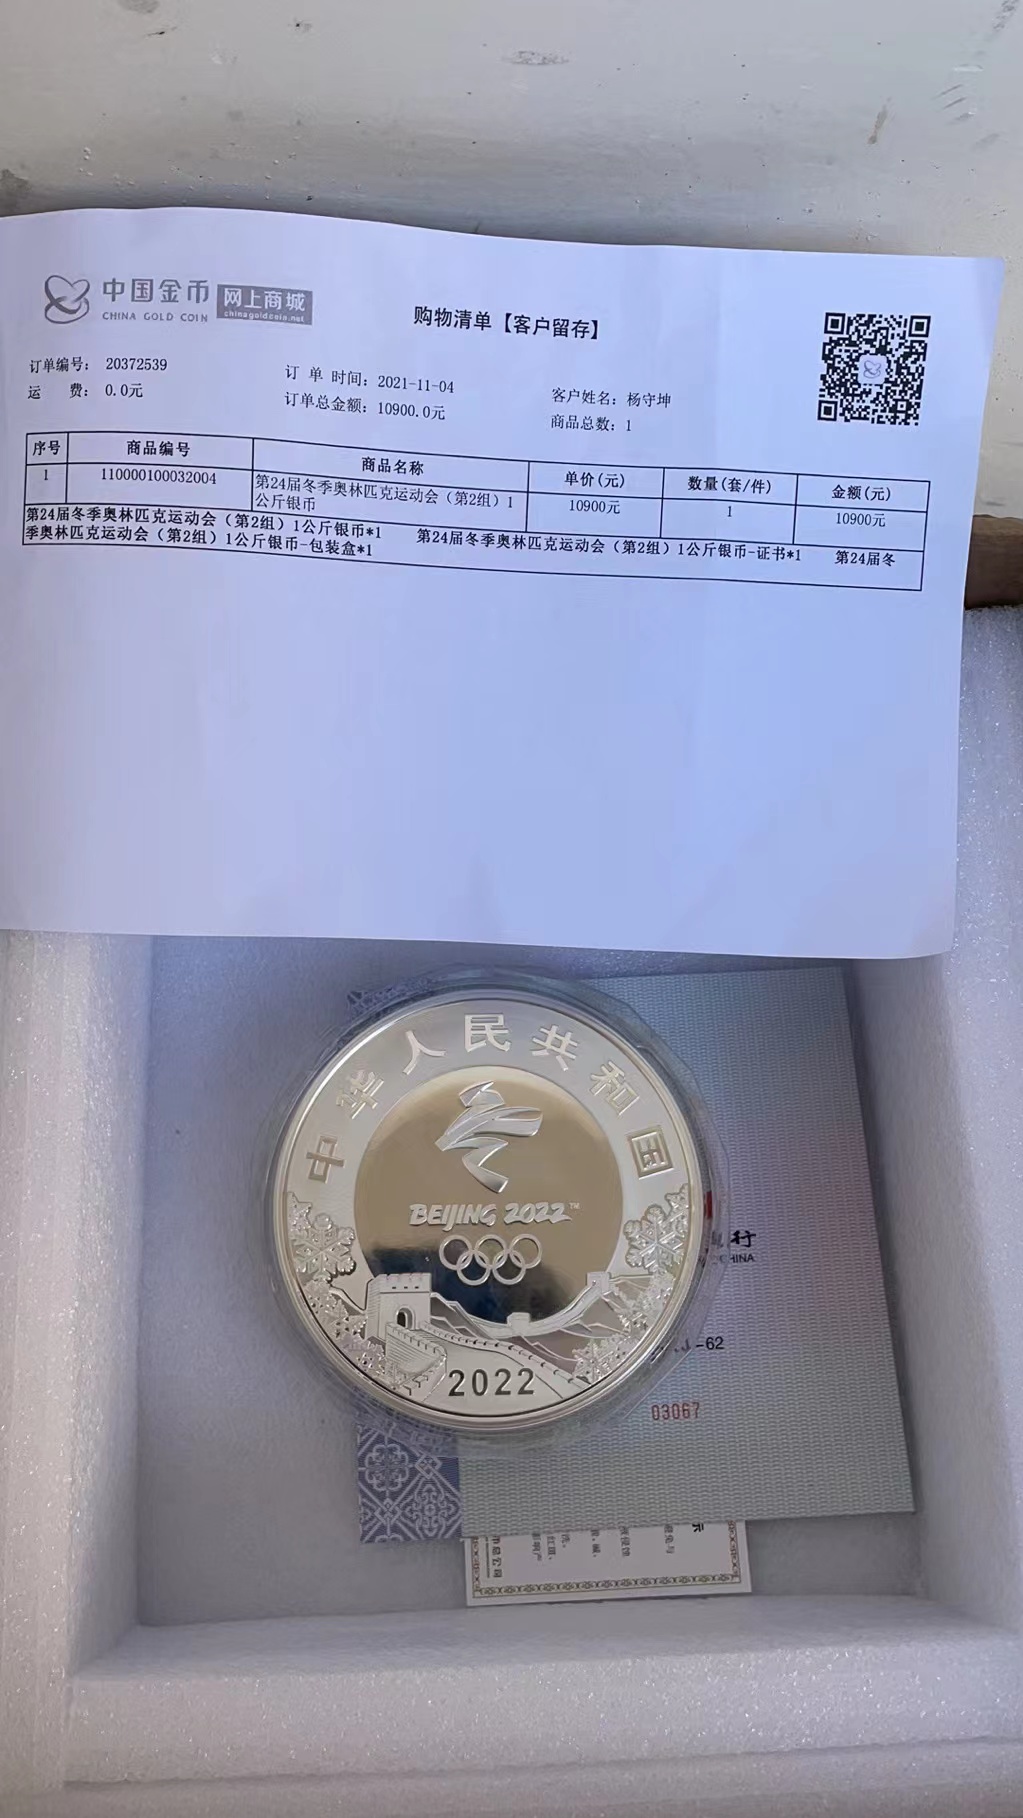 中国金币 网上商城
CHINA GOLD COIN chinagoldcoin.net
购物清单【客户留存】
订单编号: 20372539
订 单 时间: 2021-11-04
客户姓名: 杨守坤
运 费: 0.0元
订单总金额: 10900.0元
商品总数: 1
序号 商品编号 商品名称 单价(元) 数量(套/件) 金额(元)
1 110000100032004 第24届冬季奥林匹克运动会（第2组）1 10900元 1 10900元
公斤银币
第24届冬季奥林匹克运动会（第2组）1公斤银币*1 第24届冬季奥林匹克运动会（第2组）1公斤银币-证书*1 第24届冬
季奥林匹克运动会（第2组）1公斤银币-包装盒*1
中华人民共和国
BEIJING 2022™
2022
行
CHINA
-62
03067